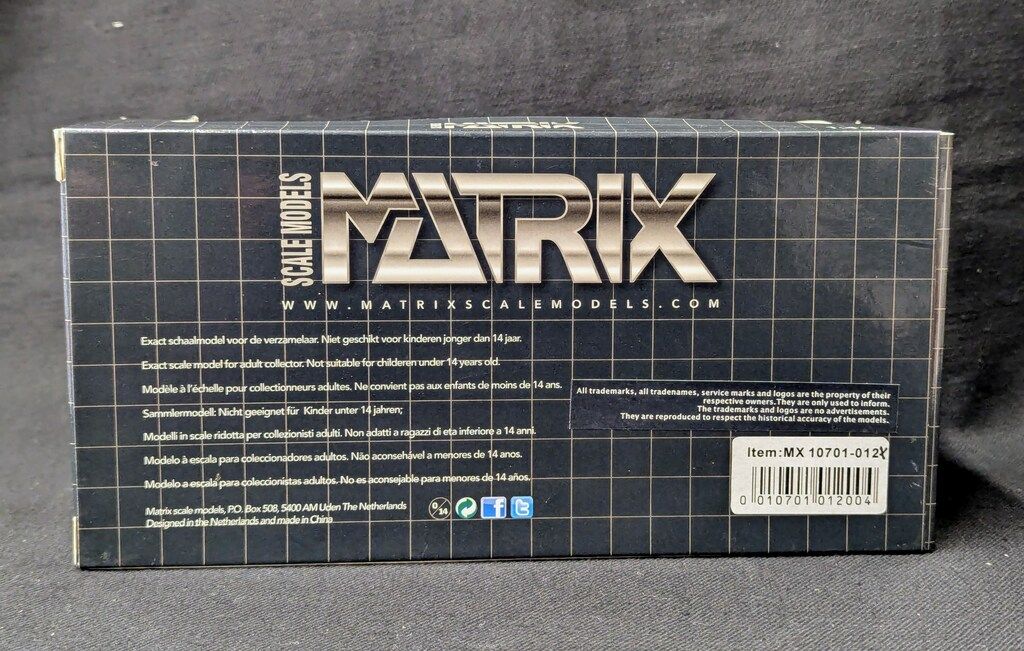 SCALE MODELS
MATRIX
WWW.MATRIXSCALEMODELS.COM
Exact schaalmodel voor de verzamelaar. Niet geschikt voor kinderen jonger dan 14 jaar.
Exact scale model for adult collector. Not suitable for childeren under 14 years old.
Modèle à l'échelle pour collectionneurs adultes. Ne convient pas aux enfants de moins de 14 ans.
Sammlermodell: Nicht geeignet für Kinder unter 14 jahren;
Modelli in scale ridotta per collezionisti adulti. Non adatti a ragazzi di eta inferiore a 14 anni.
Modelo à escala para coleccionadores adultos. Não aconsehável a menores de 14 anos.
Modelo a escala para coleccionistas adultos. No es aconsejable para menores de 14 años.
Matrix scale models, P.O. Box 508, 5400 AM Uden The Netherlands
Designed in the Netherlands and made in China
0/14
f
t
All trademarks, all tradenames, service marks and logos are the property of their
respective owners.They are only used to inform.
The trademarks and logos are no advertisements.
They are reproduced to respect the historical accuracy of the models.
Item:MX 10701-012
0 010701 012004